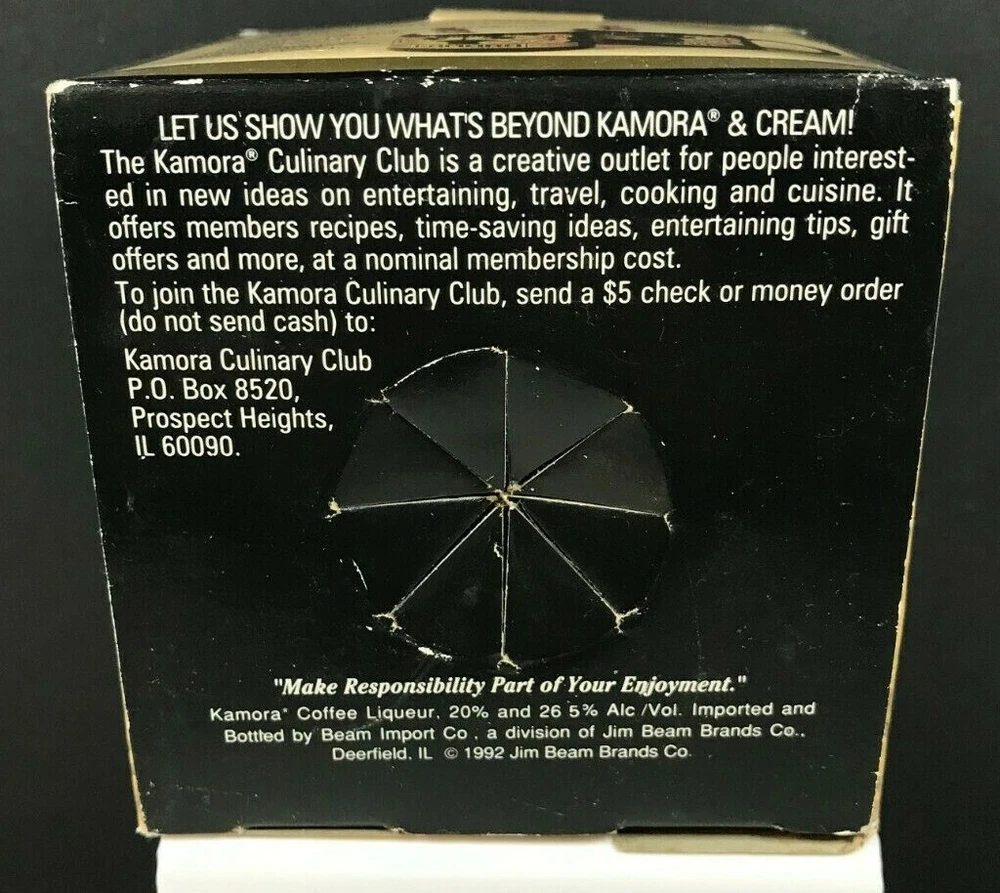 LET US SHOW YOU WHAT'S BEYOND KAMORA® & CREAM!
The Kamora® Culinary Club is a creative outlet for people interest-
ed in new ideas on entertaining, travel, cooking and cuisine. It
offers members recipes, time-saving ideas, entertaining tips, gift
offers and more, at a nominal membership cost.
To join the Kamora Culinary Club, send a $5 check or money order
(do not send cash) to:
Kamora Culinary Club
P.O. Box 8520,
Prospect Heights,
IL 60090.
"Make Responsibility Part of Your Enjoyment."
Kamora® Coffee Liqueur, 20% and 26.5% Alc./Vol. Imported and
Bottled by Beam Import Co., a division of Jim Beam Brands Co.,
Deerfield, IL © 1992 Jim Beam Brands Co.